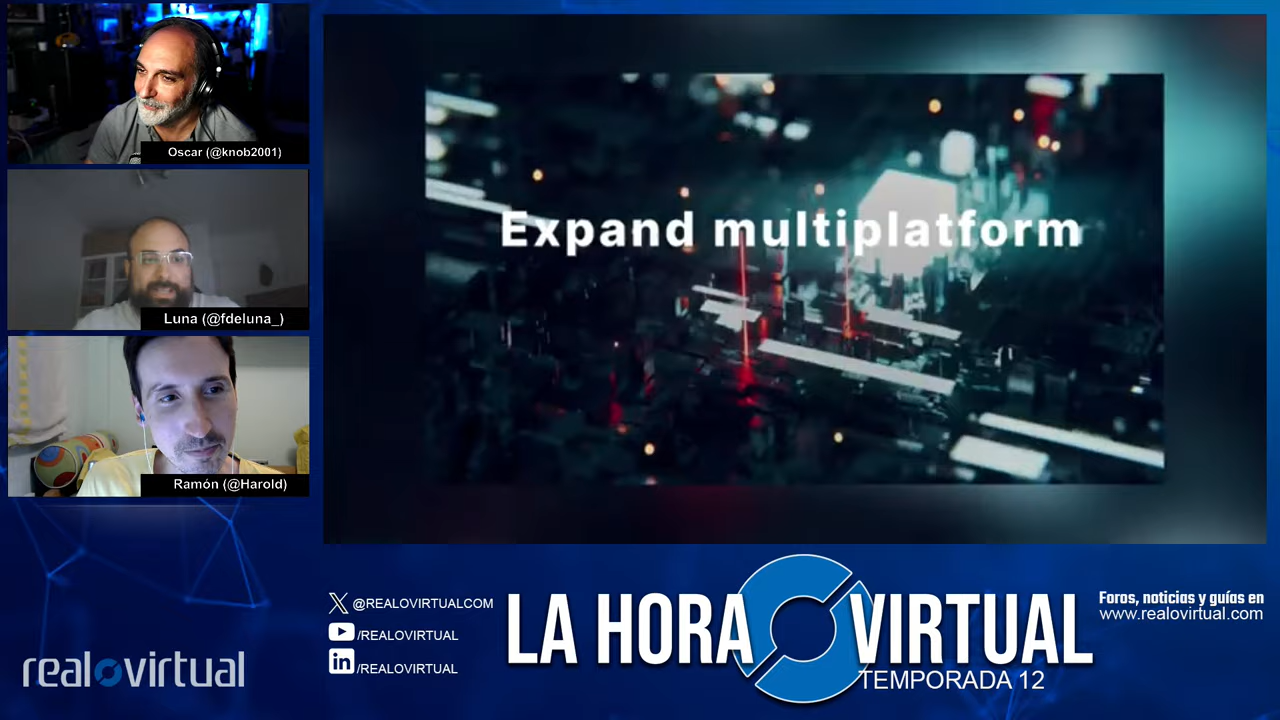 Oscar (@knob2001)
Luna (@fdeluna_)
Ramón (@Harold)
Expand multiplatform
@REALOVIRTUALCOM
/REALOVIRTUAL
/REALOVIRTUAL
LA HORA VIRTUAL
TEMPORADA 12
Foros, noticias y guías en
www.realovirtual.com
realovirtual